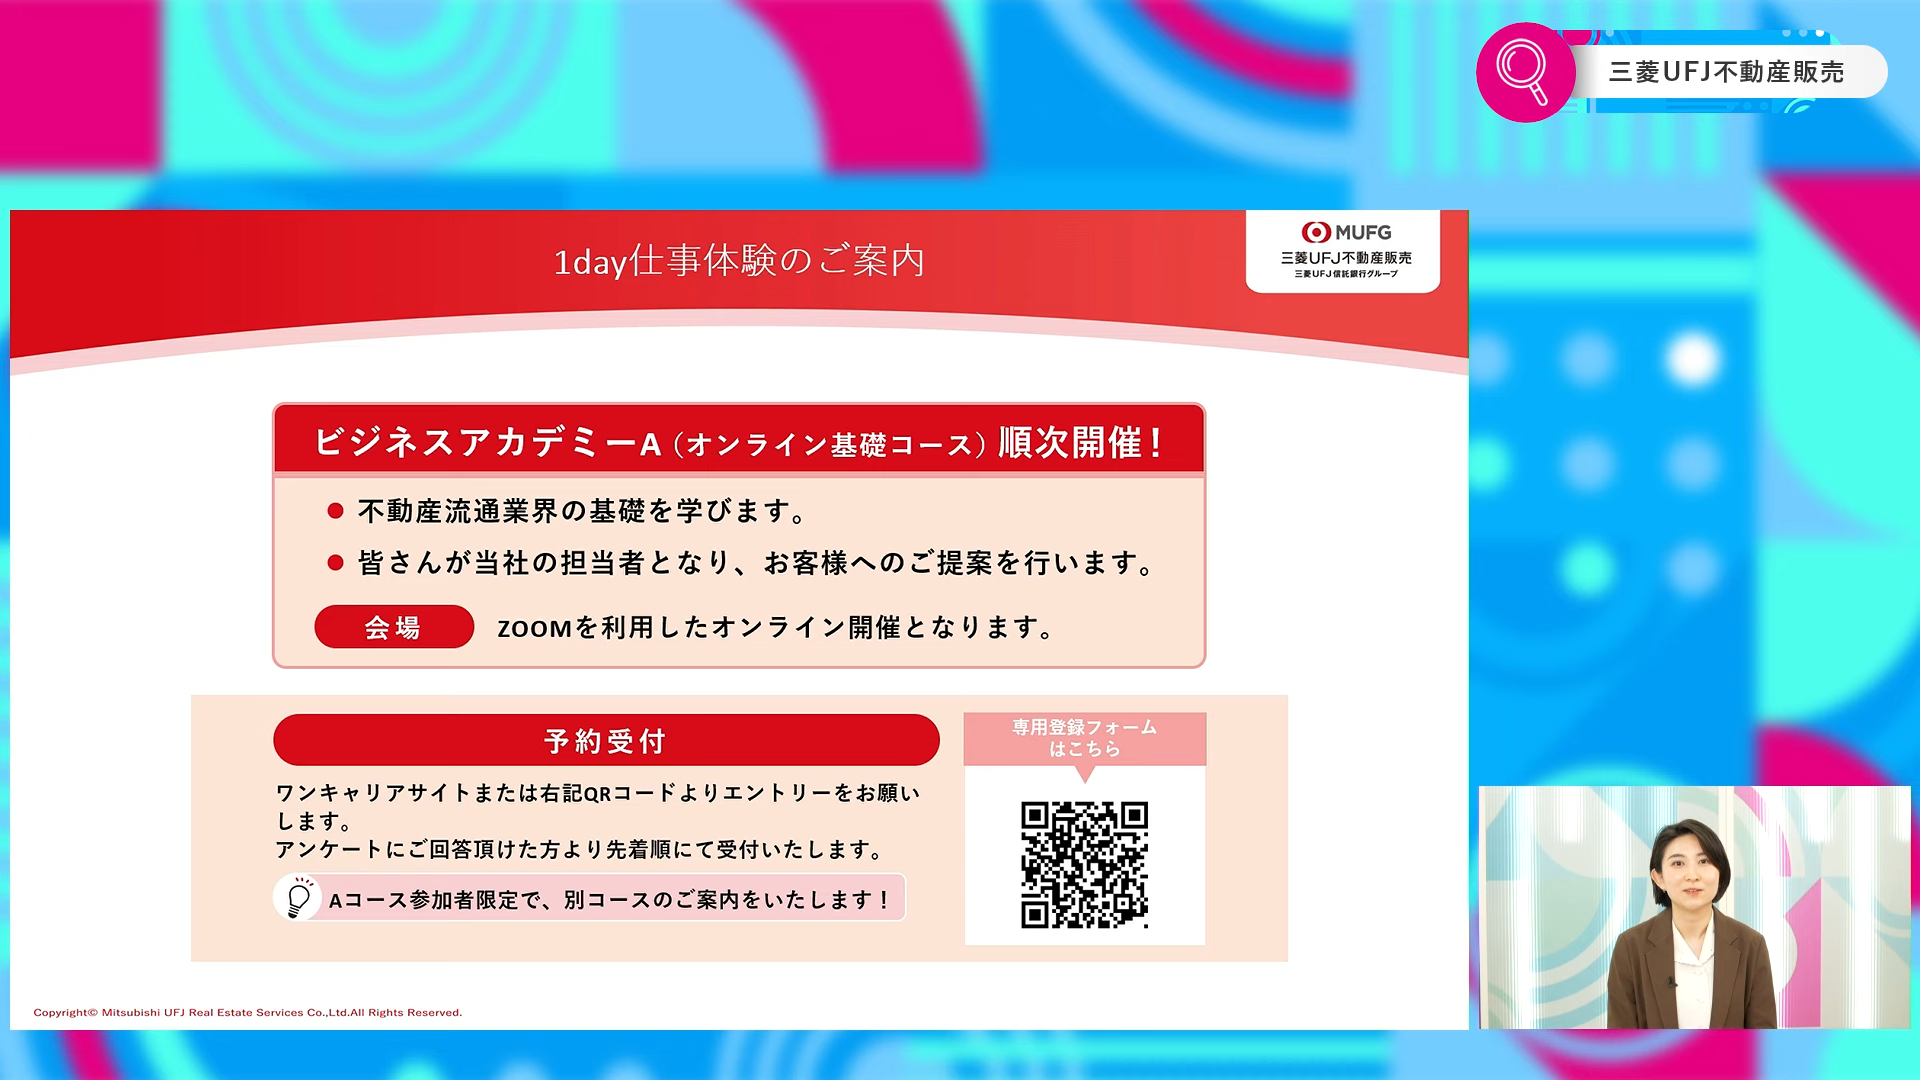 三菱UFJ不動産販売
1day仕事体験のご案内
MUFG
三菱UFJ不動産販売
三菱UFJ信託銀行グループ
ビジネスアカデミーA（オンライン基礎コース）順次開催！
● 不動産流通業界の基礎を学びます。
● 皆さんが当社の担当者となり、お客様へのご提案を行います。
会場 ZOOMを利用したオンライン開催となります。
予約受付
ワンキャリアサイトまたは右記QRコードよりエントリーをお願い
します。
アンケートにご回答頂けた方より先着順にて受付いたします。
Aコース参加者限定で、別コースのご案内をいたします！
専用登録フォーム
はこちら
Copyright© Mitsubishi UFJ Real Estate Services Co.,Ltd.All Rights Reserved.